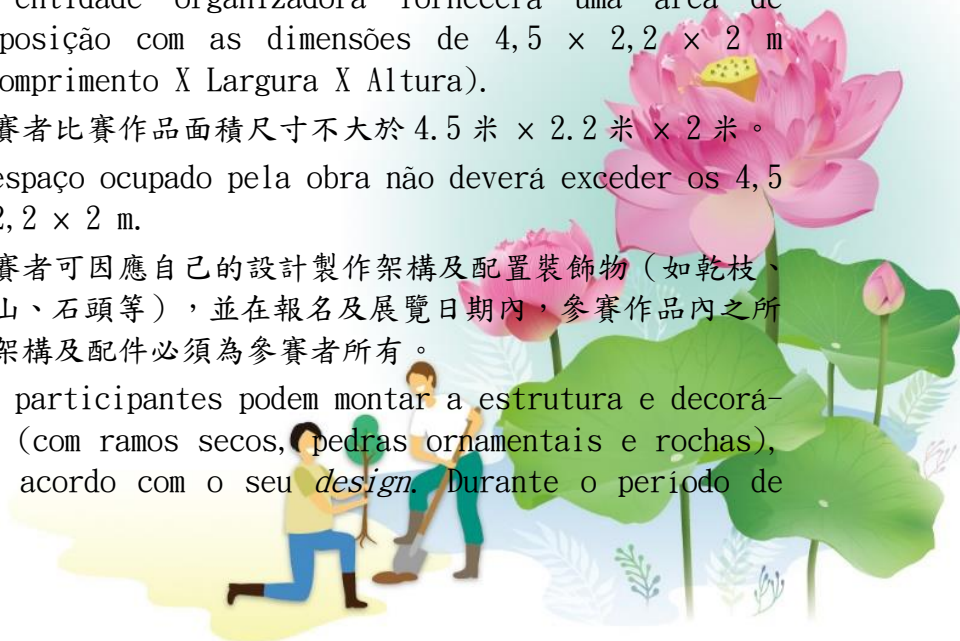 entidade organizadora fornecerá uma área de
posição com as dimensões de 4,5 × 2,2 × 2 m
omprimento X Largura X Altura).
賽者比賽作品面積尺寸不大於 4.5 米 × 2.2 米 × 2 米。
espaço ocupado pela obra não deverá exceder os 4,5
2,2 × 2 m.
賽者可因應自己的設計製作架構及配置裝飾物（如乾枝、
山、石頭等），並在報名及展覽日期內，參賽作品內之所
架構及配件必須為參賽者所有。
participantes podem montar a estrutura e decorá-
(com ramos secos, pedras ornamentais e rochas),
acordo com o seu design. Durante o período de